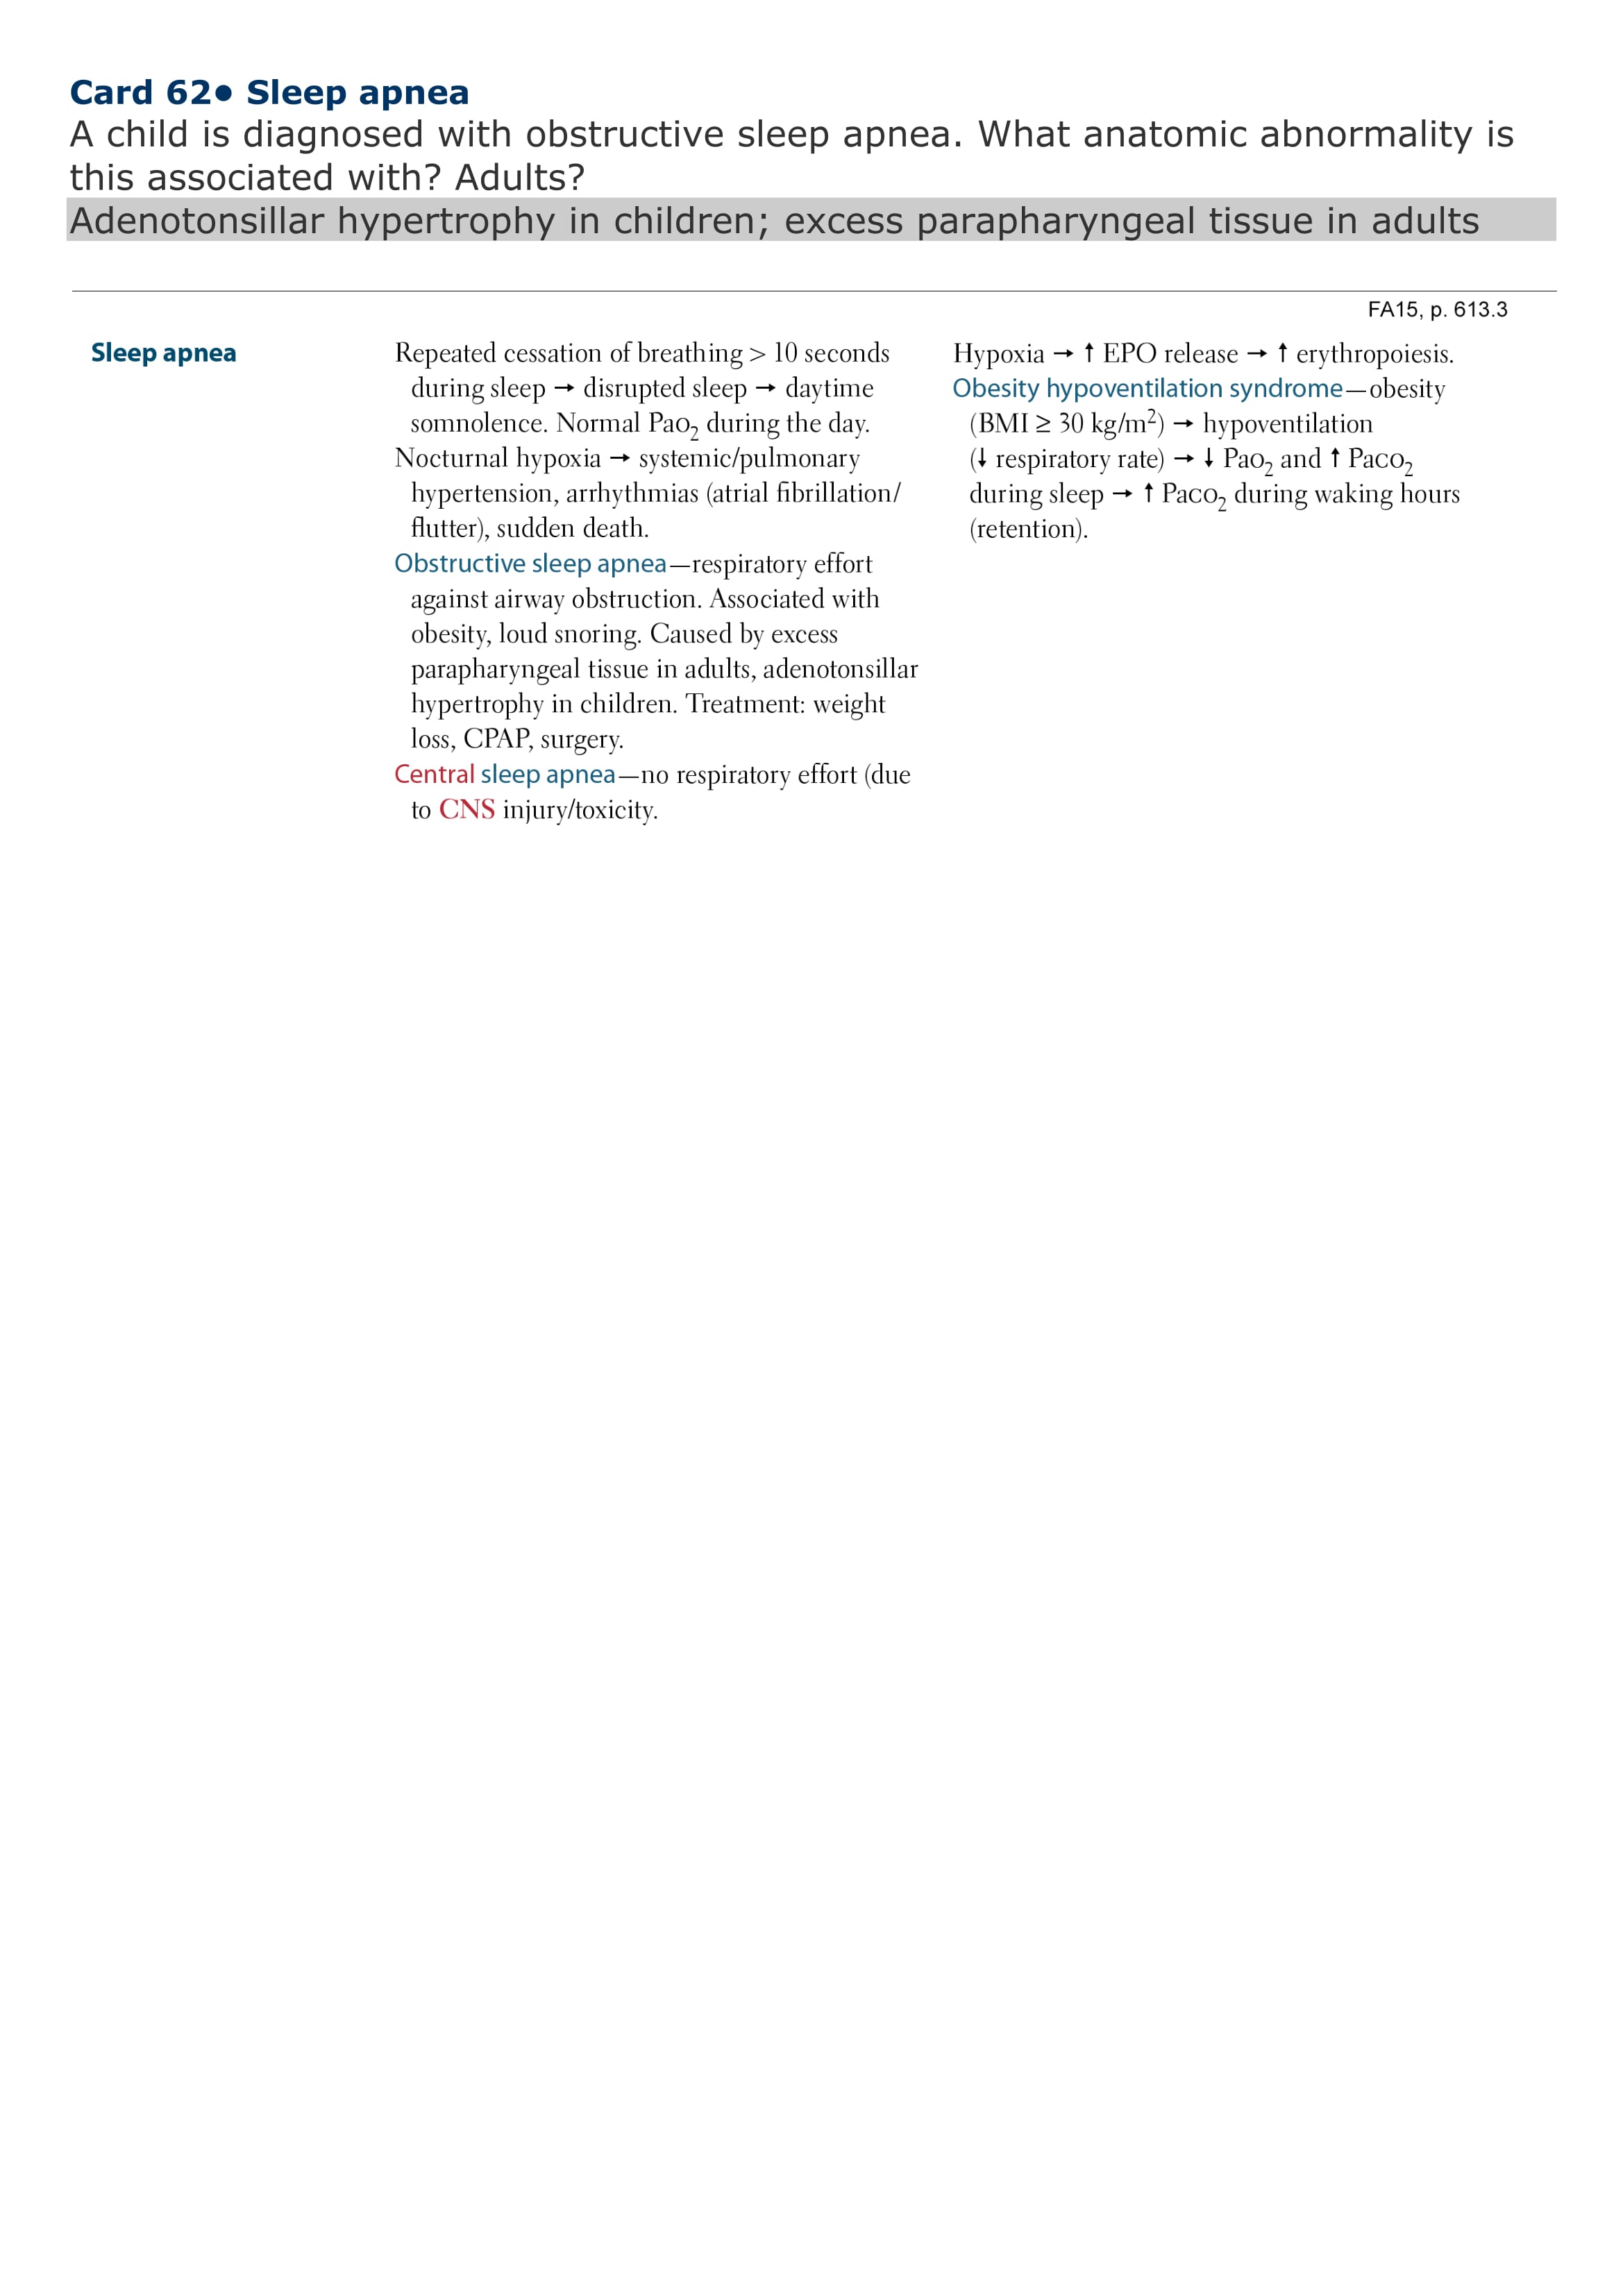 Card 62● Sleep apnea
A child is diagnosed with obstructive sleep apnea. What anatomic abnormality is
this associated with? Adults?
Adenotonsillar hypertrophy in children; excess parapharyngeal tissue in adults
FA15, p. 613.3
Sleep apnea
Repeated cessation of breathing > 10 seconds
during sleep → disrupted sleep → daytime
somnolence. Normal PaO₂ during the day.
Nocturnal hypoxia → systemic/pulmonary
hypertension, arrhythmias (atrial fibrillation/
flutter), sudden death.
Obstructive sleep apnea—respiratory effort
against airway obstruction. Associated with
obesity, loud snoring. Caused by excess
parapharyngeal tissue in adults, adenotonsillar
hypertrophy in children. Treatment: weight
loss, CPAP, surgery.
Central sleep apnea—no respiratory effort (due
to CNS injury/toxicity.
Hypoxia → ↑ EPO release → ↑ erythropoiesis.
Obesity hypoventilation syndrome—obesity
(BMI ≥ 30 kg/m²) → hypoventilation
(↓ respiratory rate) → ↓ PaO₂ and ↑ PaCO₂
during sleep → ↑ PaCO₂ during waking hours
(retention).